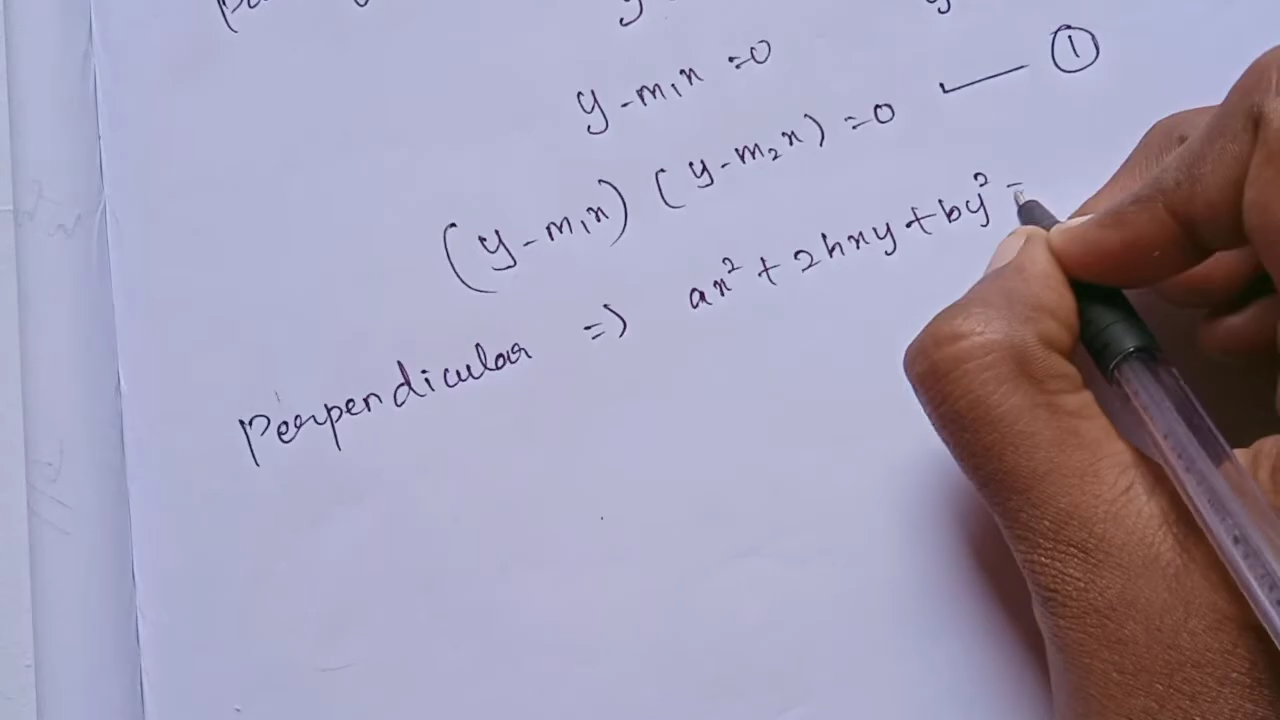 y - m₁x = 0
(y - m₁x) (y - m₂x) = 0 — ①
Perpendicular => ax² + 2hxy + by² =